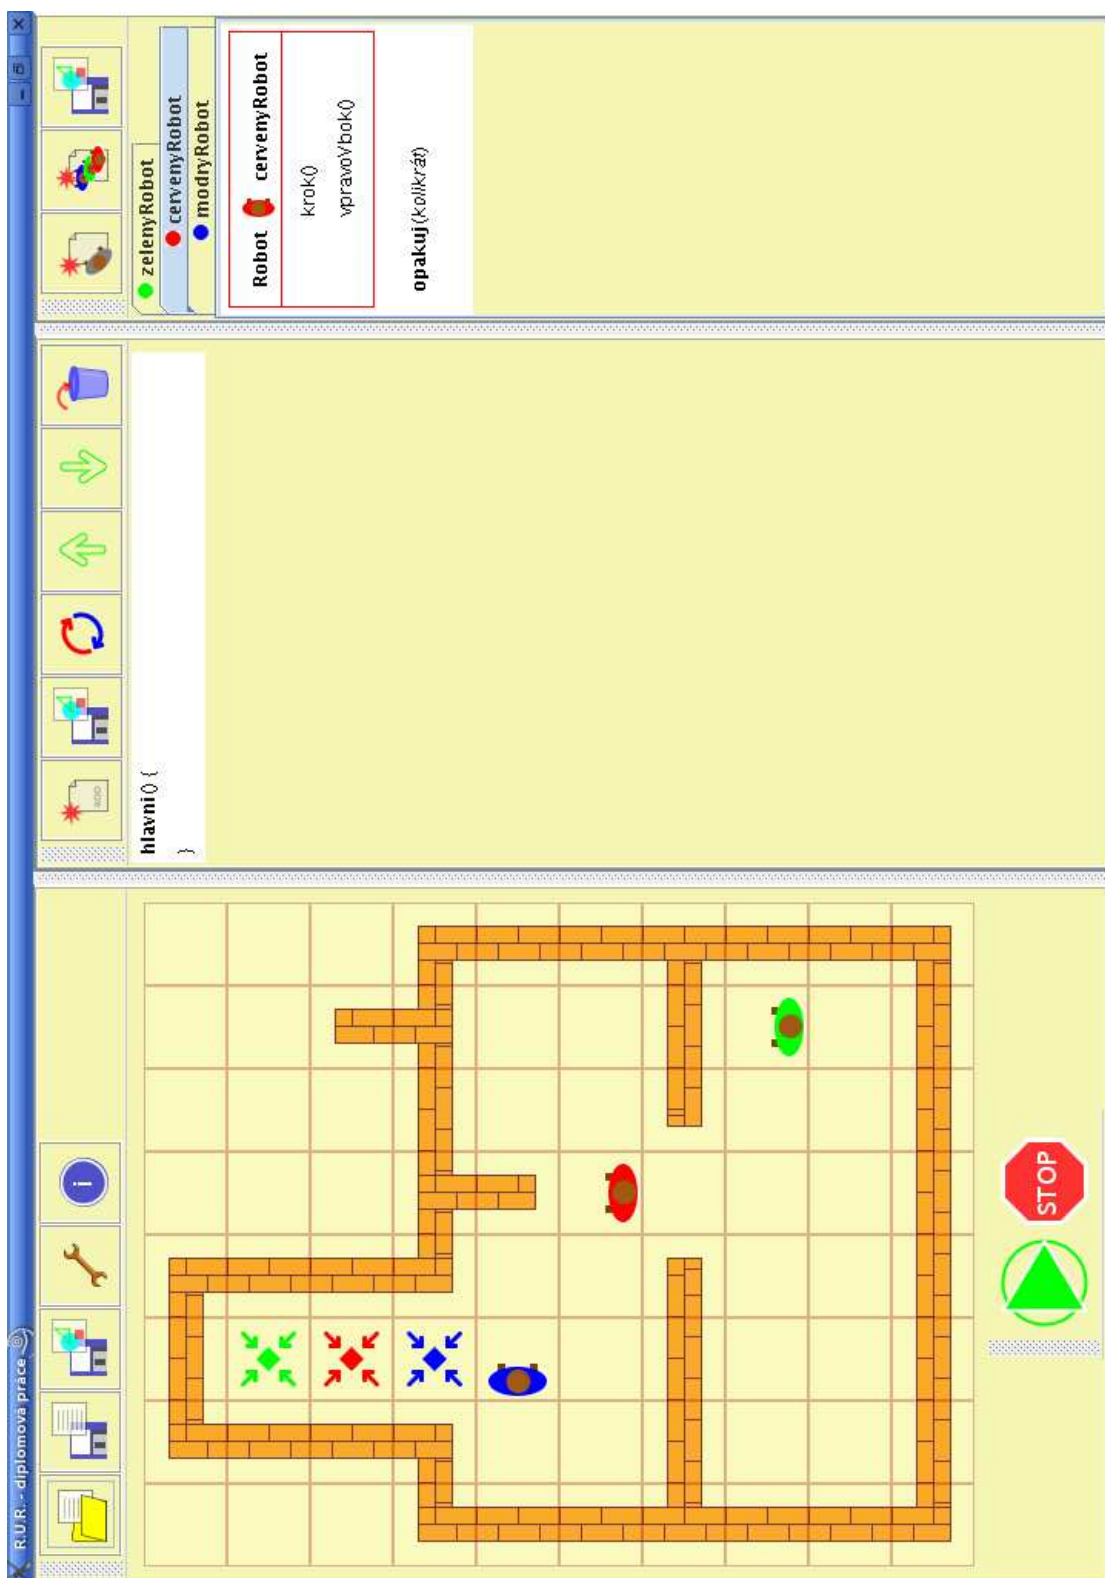 R.U.R. - diplomová práce
i
STOP
hlavni() {
}
zelenyRobot
cervenyRobot
modryRobot
Robot cervenyRobot
krok()
vpravoVbok()
opakuj(kolikrát)